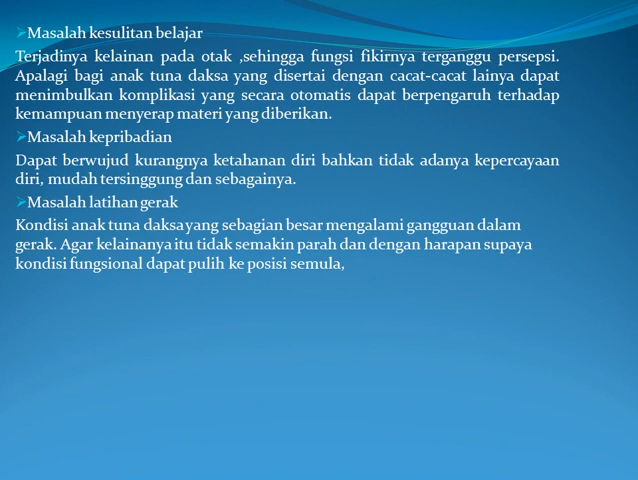 Masalah kesulitan belajar
Terjadinya kelainan pada otak ,sehingga fungsi fikirnya terganggu persepsi.
Apalagi bagi anak tuna daksa yang disertai dengan cacat-cacat lainya dapat
menimbulkan komplikasi yang secara otomatis dapat berpengaruh terhadap
kemampuan menyerap materi yang diberikan.
Masalah kepribadian
Dapat berwujud kurangnya ketahanan diri bahkan tidak adanya kepercayaan
diri, mudah tersinggung dan sebagainya.
Masalah latihan gerak
Kondisi anak tuna daksa yang sebagian besar mengalami gangguan dalam
gerak. Agar kelainanya itu tidak semakin parah dan dengan harapan supaya
kondisi fungsional dapat pulih ke posisi semula,